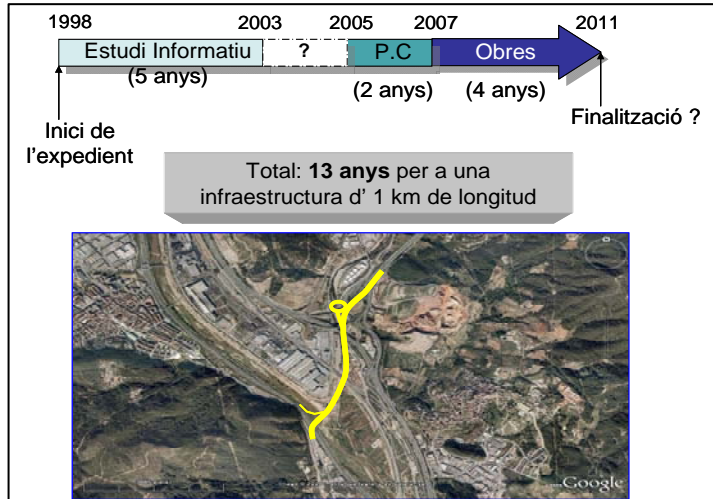 1998 2003 2005 2007 2011
Estudi Informatiu ? P.C Obres
(5 anys) (2 anys) (4 anys)
Inici de
l'expedient
Finalització ?
Total: 13 anys per a una
infraestructura d' 1 km de longitud
Google